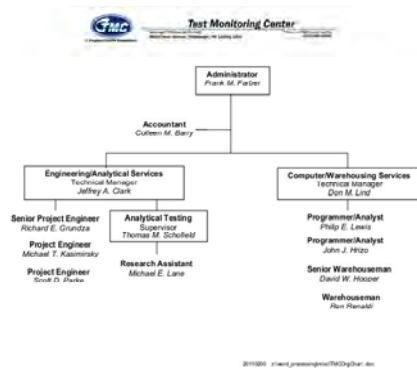 TMC
Test Monitoring Center
Administrator
Frank M. Farber
Accountant
Colleen M. Barry
Engineering/Analytical Services
Technical Manager
Jeffrey A. Clark
Computer/Warehousing Services
Technical Manager
Don M. Lind
Senior Project Engineer
Richard E. Grundza
Project Engineer
Michael T. Kasimirsky
Project Engineer
Scott D. Parke
Analytical Testing
Supervisor
Thomas M. Schofield
Research Assistant
Michael E. Lane
Programmer/Analyst
Philip E. Lewis
Programmer/Analyst
John J. Hrizo
Senior Warehouseman
David W. Hooper
Warehouseman
Ron Renaldi